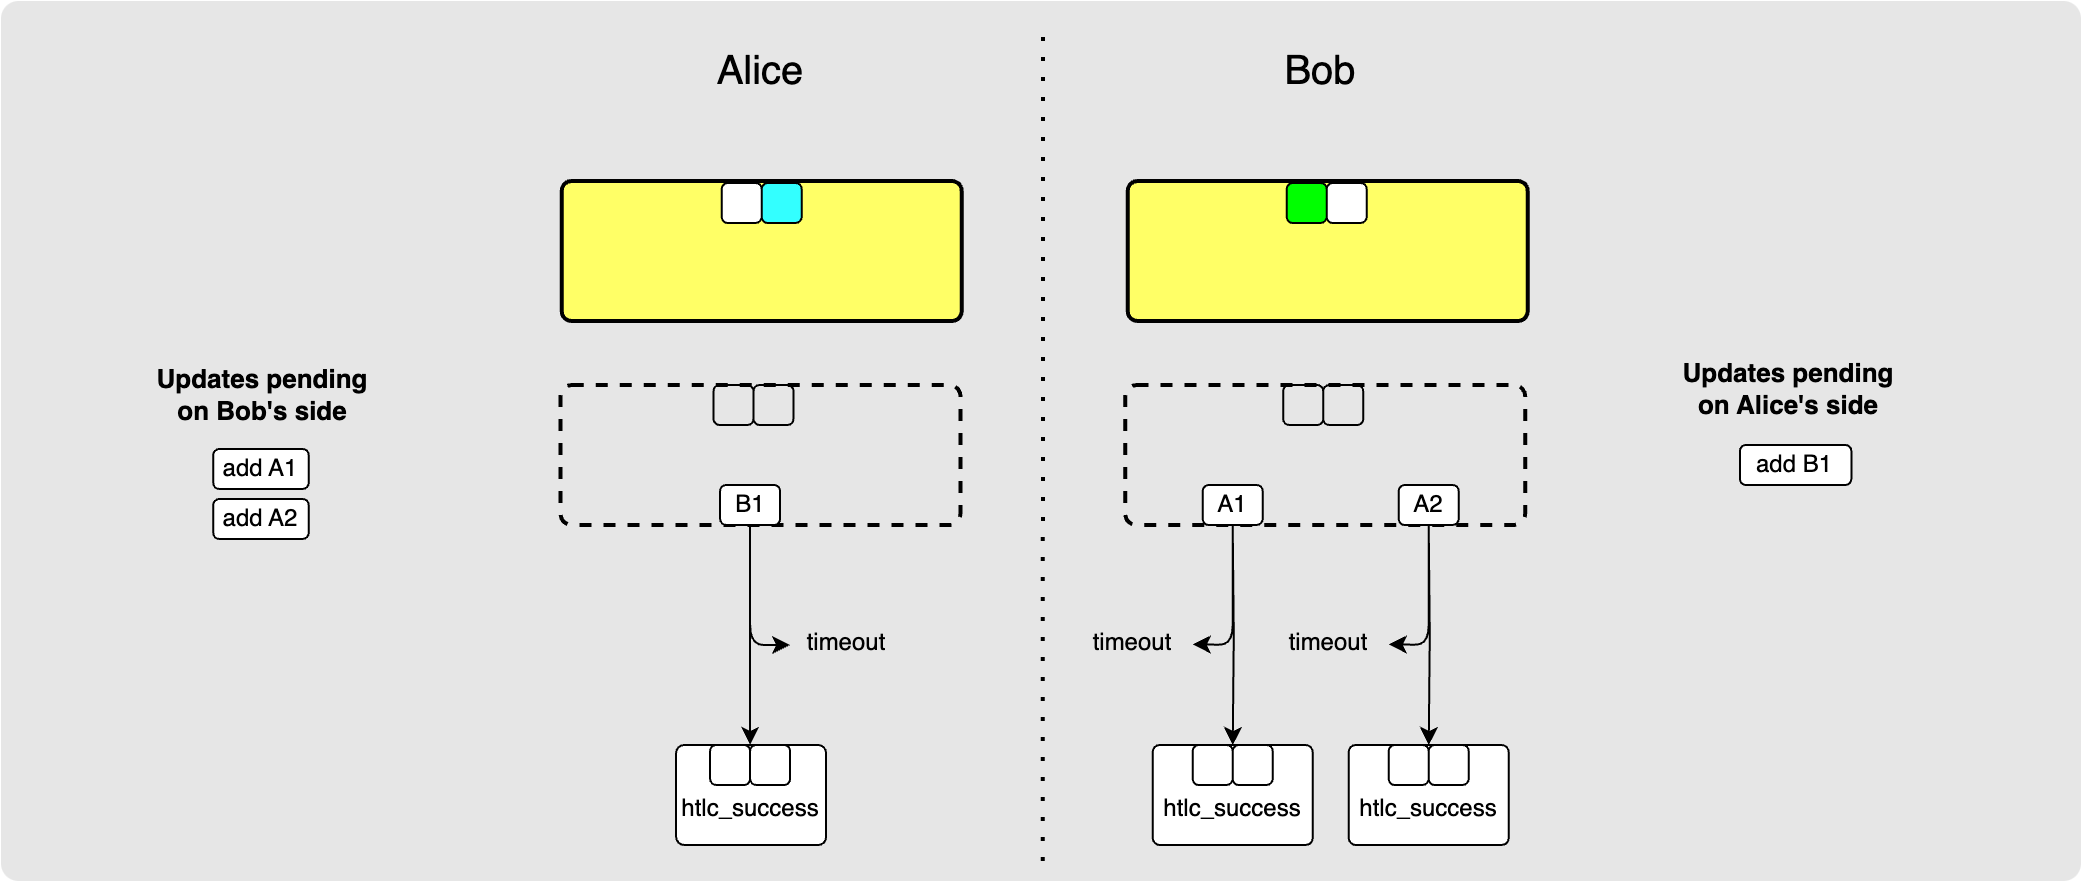 Alice
Bob
Updates pending
on Bob's side
add A1
add A2
Updates pending
on Alice's side
add B1
B1
A1
A2
timeout
timeout
timeout
htlc_success
htlc_success
htlc_success